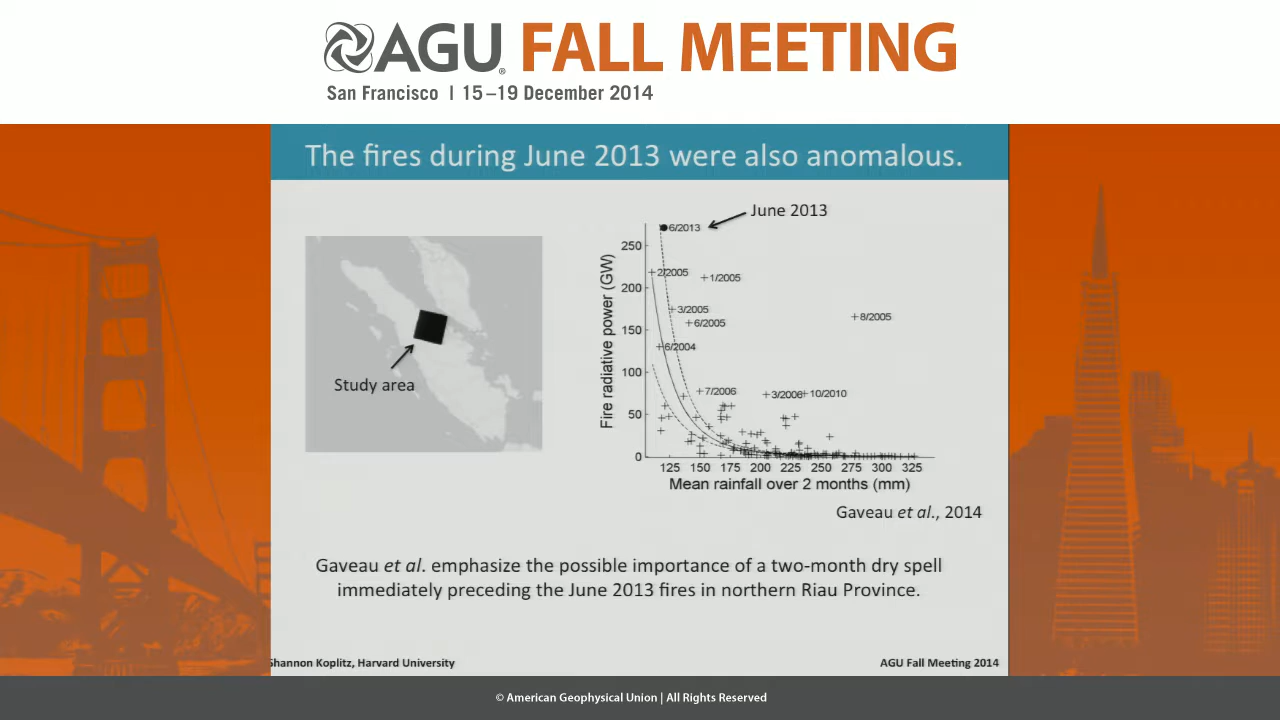 AGU FALL MEETING
San Francisco | 15–19 December 2014
The fires during June 2013 were also anomalous.
Study area
June 2013
6/2013
2/2005
1/2005
3/2005
6/2005
8/2005
6/2004
7/2006
3/2006
10/2010
Fire radiative power (GW)
250
200
150
100
50
0
125 150 175 200 225 250 275 300 325
Mean rainfall over 2 months (mm)
Gaveau et al., 2014
Gaveau et al. emphasize the possible importance of a two-month dry spell
immediately preceding the June 2013 fires in northern Riau Province.
Shannon Koplitz, Harvard University
AGU Fall Meeting 2014
© American Geophysical Union | All Rights Reserved